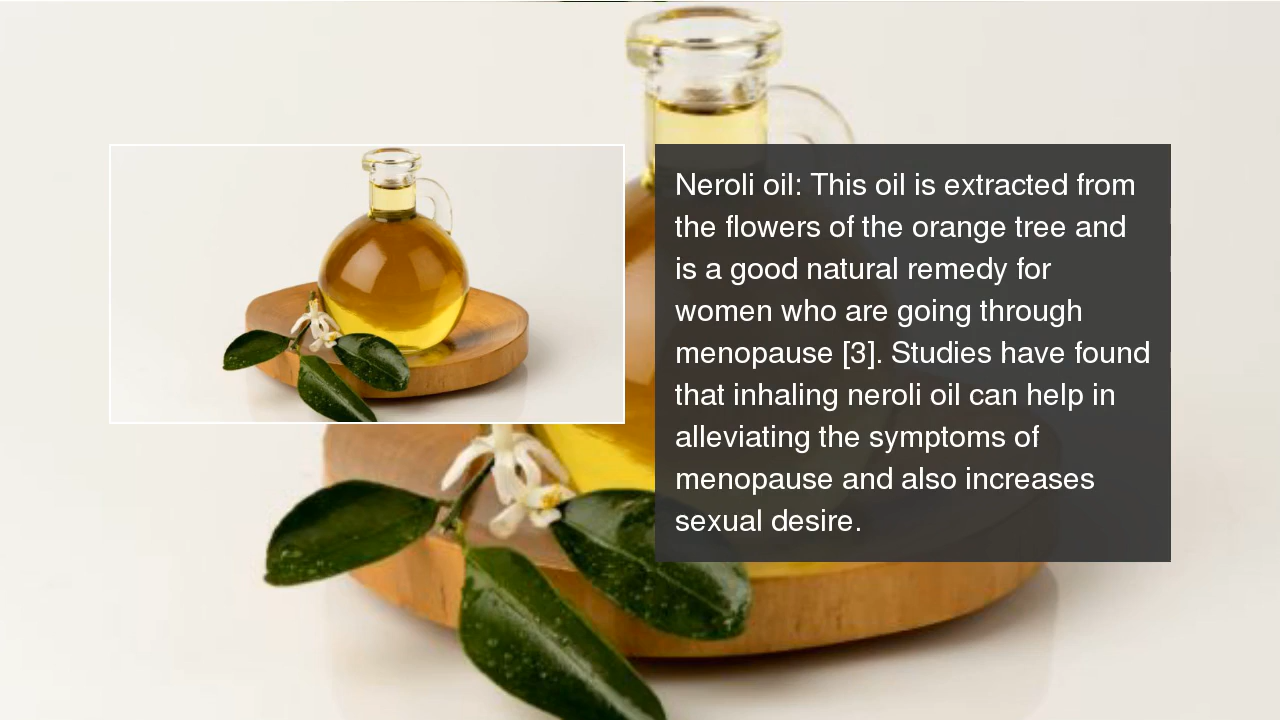 Neroli oil: This oil is extracted from
the flowers of the orange tree and
is a good natural remedy for
women who are going through
menopause [3]. Studies have found
that inhaling neroli oil can help in
alleviating the symptoms of
menopause and also increases
sexual desire.